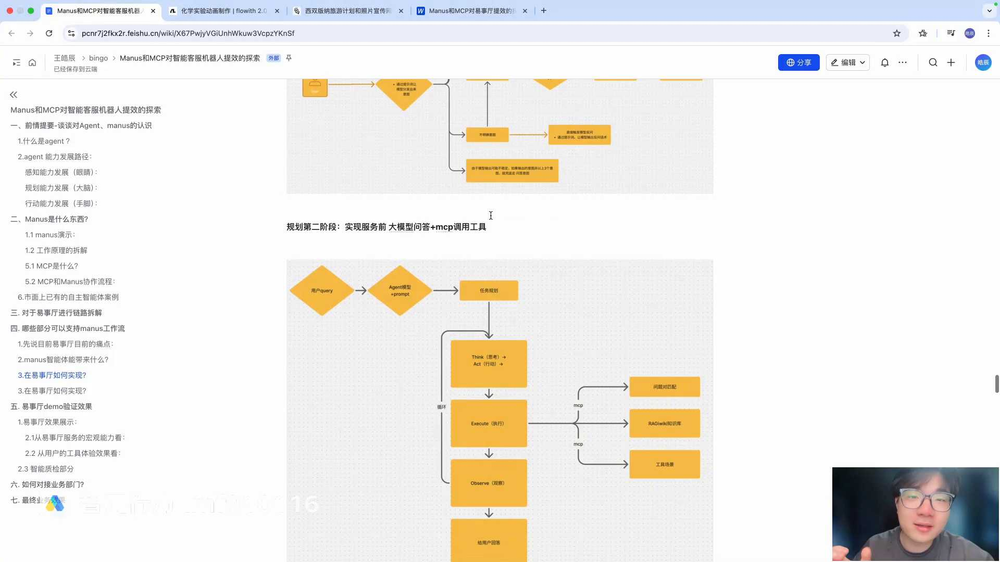 Manus和MCP对智能客服机器人
化学实验动画制作 | flowith 2.0
西双版纳旅游计划和照片宣传网
Manus和MCP对易事厅提效的
pcnr7j2fkx2r.feishu.cn/wiki/X67PwjyVGiUnhWkuw3VcpzYKnSf
皓辰
王皓辰 > bingo > Manus和MCP对智能客服机器人提效的探索 外部
已经保存到云端
分享
编辑
皓辰
Manus和MCP对智能客服机器人提效的探索
一、前情提要-谈谈对Agent、manus的认识
1.什么是agent？
2.agent 能力发展路径：
感知能力发展（眼睛）：
规划能力发展（大脑）：
行动能力发展（手脚）：
二、Manus是什么东西?
1.1 manus演示：
1.2 工作原理的拆解
5.1 MCP是什么?
5.2 MCP和Manus协作流程：
6.市面上已有的自主智能体案例
三. 对于易事厅进行链路拆解
四. 哪些部分可以支持manus工作流
1.先说目前易事厅目前的痛点：
2.manus智能体能带来什么?
3.在易事厅如何实现?
3.在易事厅如何实现?
五. 易事厅demo验证效果
1.易事厅效果展示：
2.1从易事厅服务的宏观能力看：
2.2 从用户的工具体验效果看：
2.3 智能质检部分
六. 如何对接业务部门?
七. 最终业务效果
• 通过提示词让
模型分发出来
意图
不明确意图
直接触发模型反问
• 通过提示词，让模型输出反问话术
由于模型输出可能不稳定，如果输出的意图非以上3个意
图，就兜底走 问答意图
规划第二阶段：实现服务前 大模型问答+mcp调用工具
用户query
Agent模型
+prompt
任务规划
Think（思考）→
Act（行动）→
循环
Execute（执行）
mcp
mcp
问题对匹配
RAGiwiki知识库
工具场景
Observe（观察）
给用户回答
16